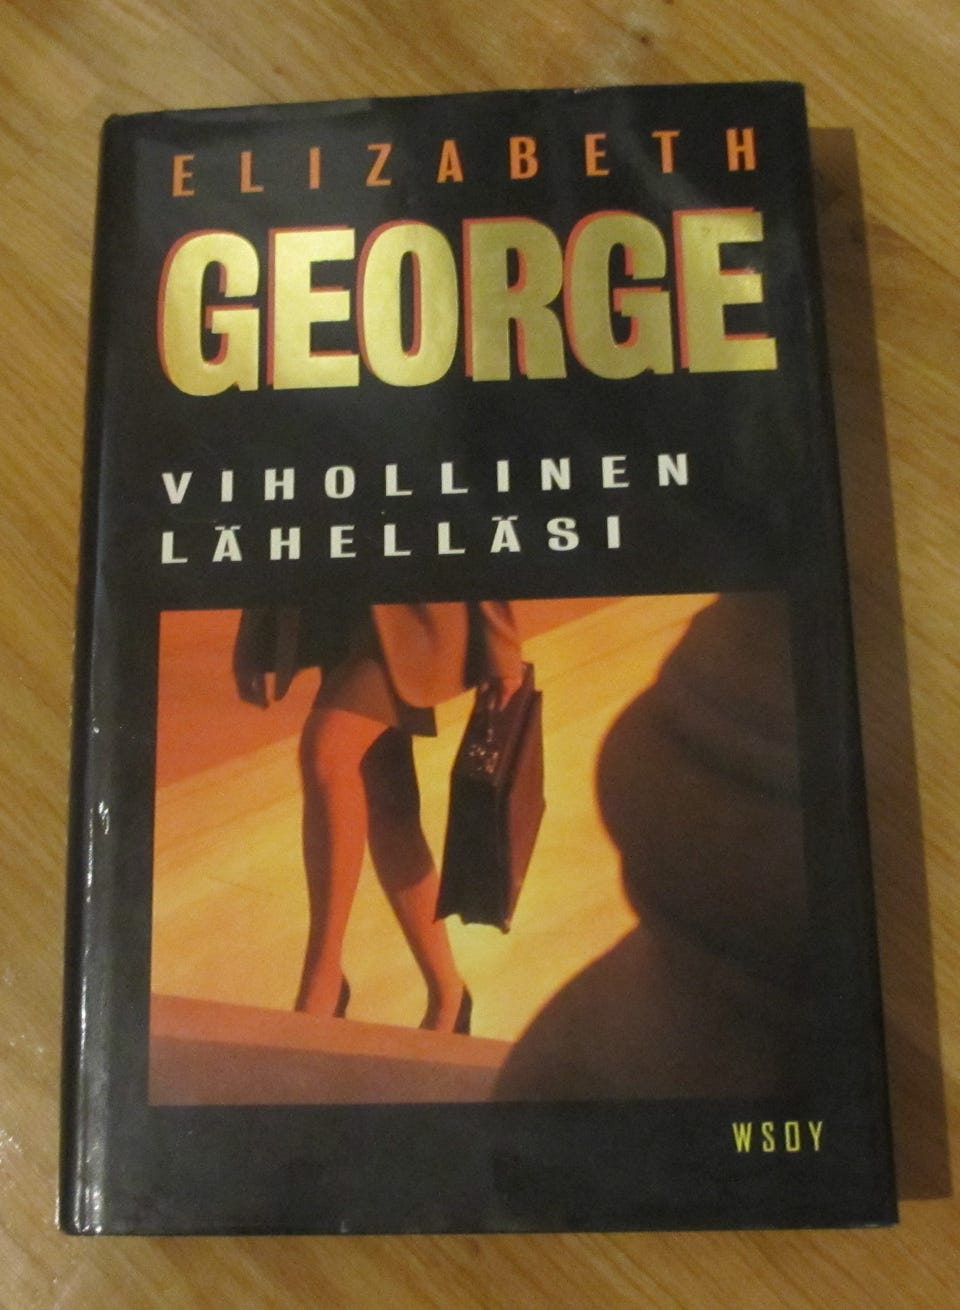 ELIZABETH
GEORGE
VIHOLLINEN
LÄHELLÄSI
WSOY